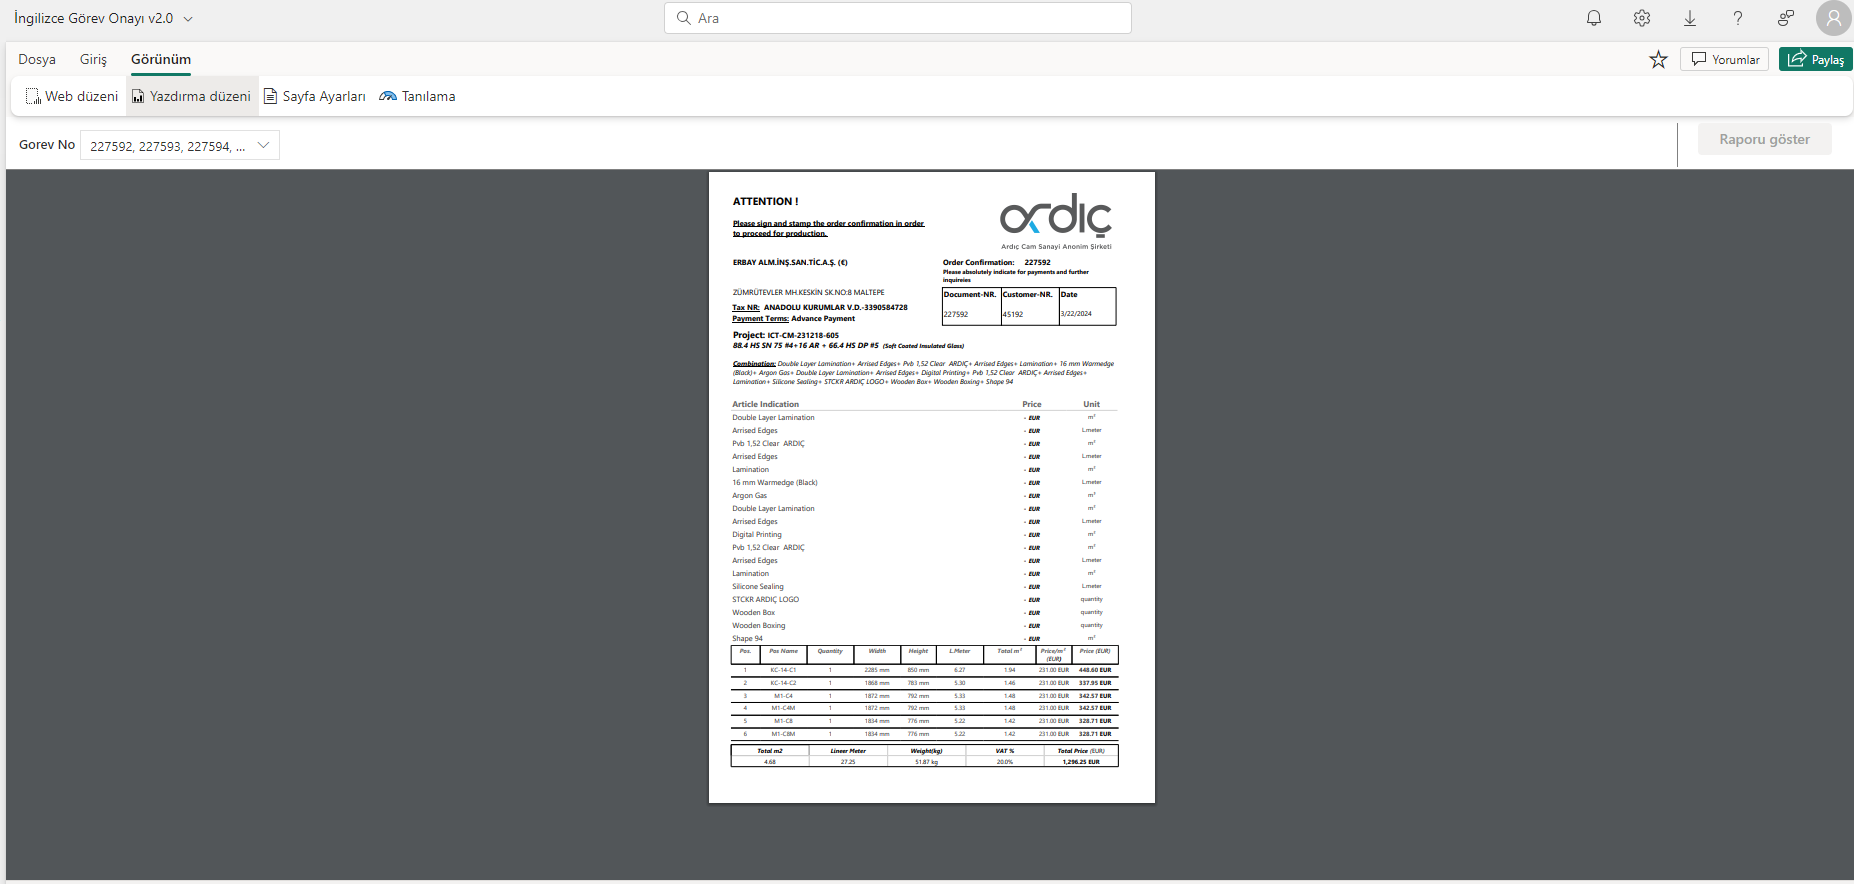 İngilizce Görev Onayı v2.0
Ara
Dosya Giriş Görünüm
Yorumlar Paylaş
Web düzeni Yazdırma düzeni Sayfa Ayarları Tanılama
Gorev No 227592, 227593, 227594, ...
Raporu göster
ATTENTION !
Please sign and stamp the order confirmation in order
to proceed for production.
ardıç
Ardıç Cam Sanayi Anonim Şirketi
ERBAY ALM.İNŞ.SAN.TİC.A.Ş. (€)
Order Confirmation: 227592
Please absolutely indicate for payments and further
inquireies
ZÜMRÜTEVLER MH.KESKİN SK.NO:8 MALTEPE
Document-NR. Customer-NR. Date
227592 45192 3/22/2024
Tax NR: ANADOLU KURUMLAR V.D.-3390584728
Payment Terms: Advance Payment
Project: ICT-CM-231218-605
88.4 HS SN 75 #4+16 AR + 66.4 HS DP #5 (Soft Coated Insulated Glass)
Combination: Double Layer Lamination+ Arrised Edges+ Pvb 1,52 Clear ARDIÇ+ Arrised Edges+ Lamination+ 16 mm Warmedge
(Black)+ Argon Gas+ Double Layer Lamination+ Arrised Edges+ Digital Printing+ Pvb 1,52 Clear ARDIÇ+ Arrised Edges+
Lamination+ Silicone Sealing+ STCKR ARDIÇ LOGO+ Wooden Box+ Wooden Boxing+ Shape 94
Article Indication Price Unit
Double Layer Lamination - EUR m²
Arrised Edges - EUR Lmeter
Pvb 1,52 Clear ARDIÇ - EUR m²
Arrised Edges - EUR Lmeter
Lamination - EUR m²
16 mm Warmedge (Black) - EUR Lmeter
Argon Gas - EUR m²
Double Layer Lamination - EUR m²
Arrised Edges - EUR Lmeter
Digital Printing - EUR m²
Pvb 1,52 Clear ARDIÇ - EUR m²
Arrised Edges - EUR Lmeter
Lamination - EUR m²
Silicone Sealing - EUR Lmeter
STCKR ARDIÇ LOGO - EUR quantity
Wooden Box - EUR quantity
Wooden Boxing - EUR quantity
Shape 94 - EUR m²
Pos. Pos Name Quantity Width Height L.Meter Total m² Price/m² (EUR) Price (EUR)
1 KC-14-C1 1 2285 mm 850 mm 6.27 1.94 231.00 EUR 448.60 EUR
2 KC-14-C2 1 1868 mm 783 mm 5.30 1.46 231.00 EUR 337.95 EUR
3 M1-C4 1 1872 mm 792 mm 5.33 1.48 231.00 EUR 342.57 EUR
4 M1-C4M 1 1872 mm 792 mm 5.33 1.48 231.00 EUR 342.57 EUR
5 M1-C8 1 1834 mm 776 mm 5.22 1.42 231.00 EUR 328.71 EUR
6 M1-C8M 1 1834 mm 776 mm 5.22 1.42 231.00 EUR 328.71 EUR
Total m2 Lineer Meter Weight(kg) VAT % Total Price (EUR)
4.68 27.25 51.87 kg 20.0% 1,296.25 EUR